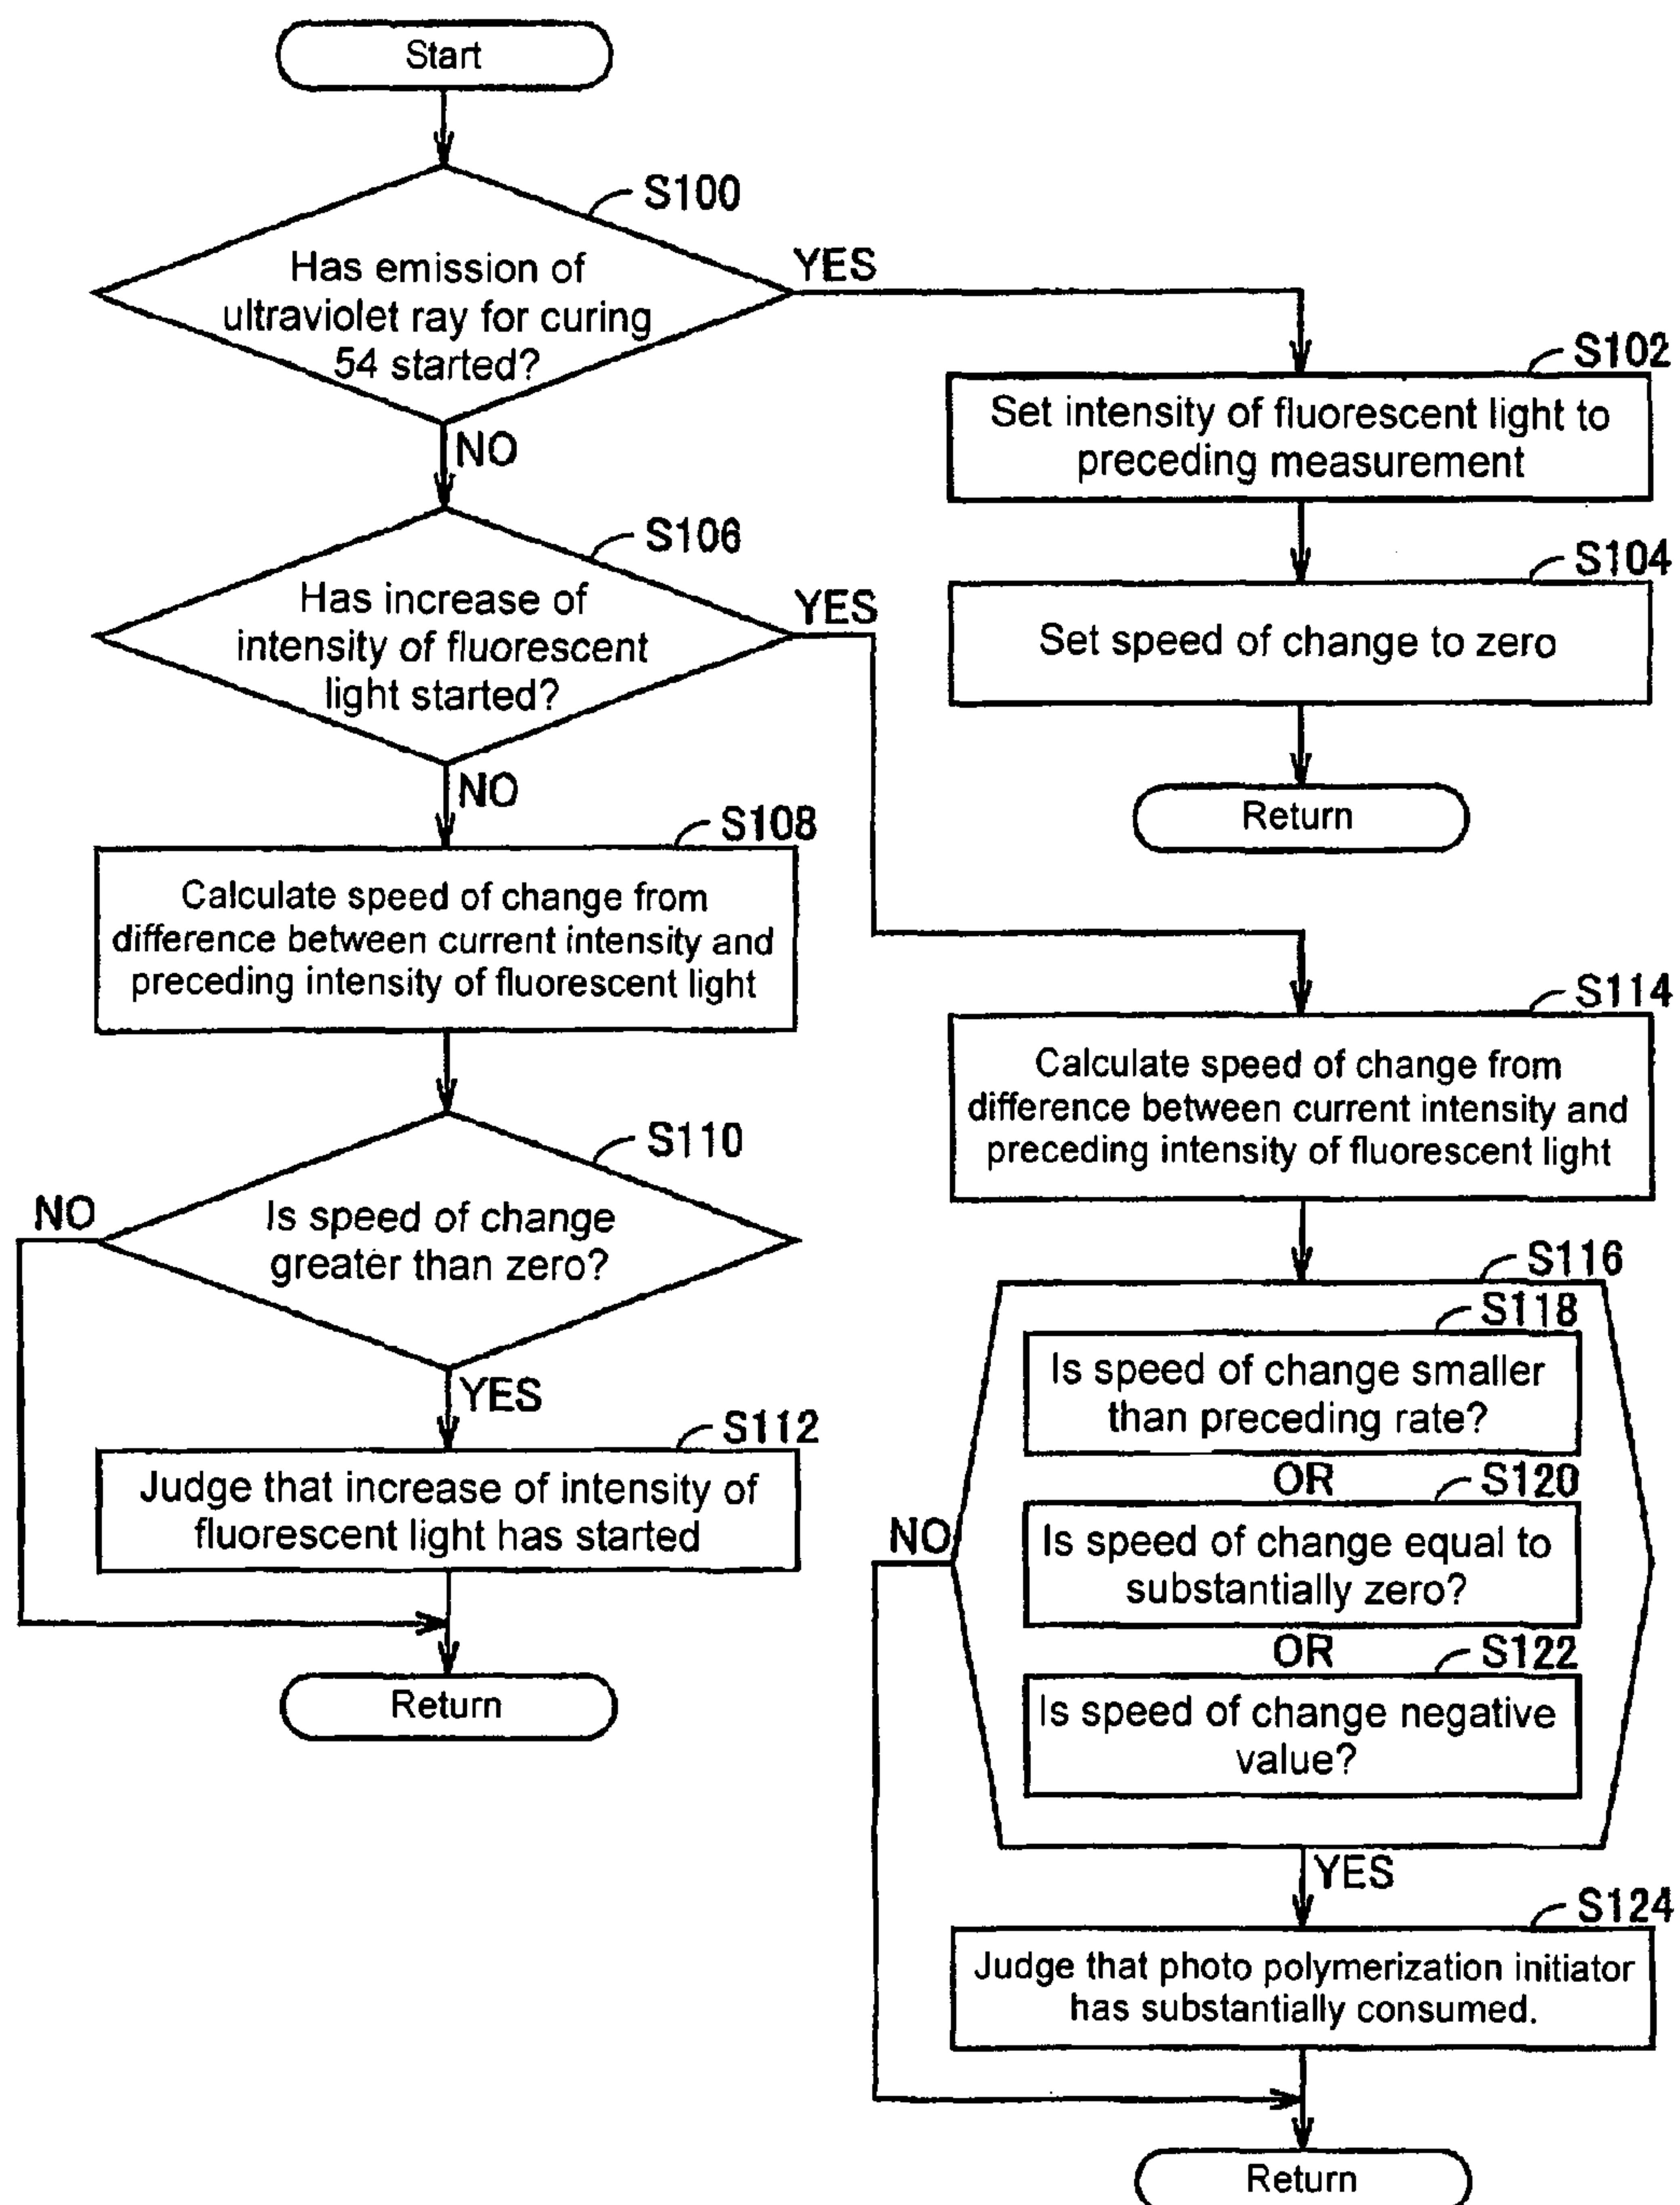 Start
S100
Has emission of
ultraviolet ray for curing
54 started?
YES
NO
S102
Set intensity of fluorescent light to
preceding measurement
S104
Set speed of change to zero
Return
S106
Has increase of
intensity of fluorescent
light started?
YES
NO
S108
Calculate speed of change from
difference between current intensity and
preceding intensity of fluorescent light
S110
Is speed of change
greater than zero?
NO
YES
S112
Judge that increase of intensity of
fluorescent light has started
Return
S114
Calculate speed of change from
difference between current intensity and
preceding intensity of fluorescent light
S116
S118
Is speed of change smaller
than preceding rate?
OR
S120
Is speed of change equal to
substantially zero?
OR
S122
Is speed of change negative
value?
NO
YES
S124
Judge that photo polymerization initiator
has substantially consumed.
Return